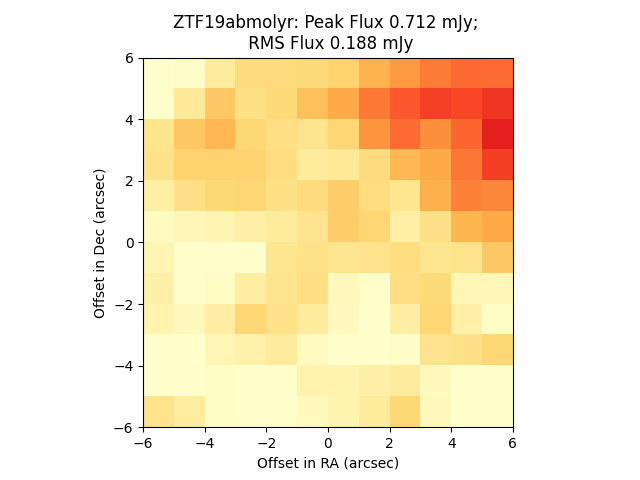 ZTF19abmolyr: Peak Flux 0.712 mJy;
RMS Flux 0.188 mJy
6
4
2
0
−2
−4
−6
Offset in Dec (arcsec)
−6 −4 −2 0 2 4 6
Offset in RA (arcsec)